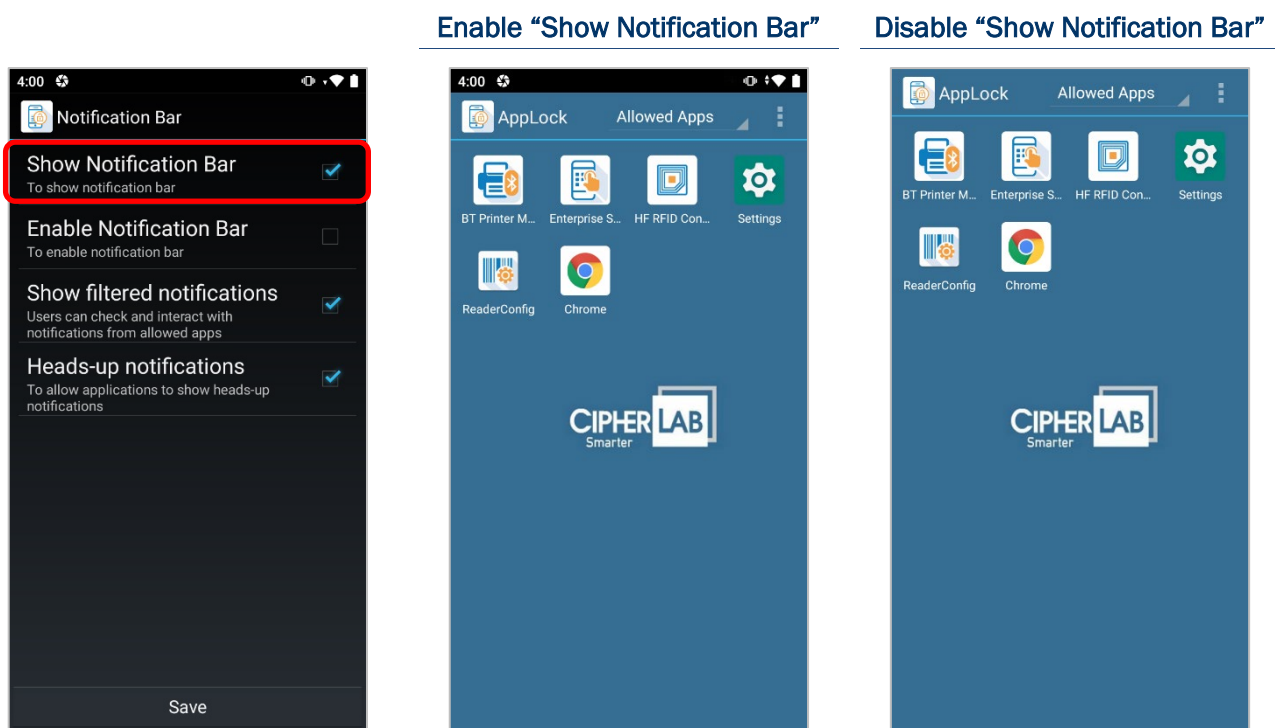 Enable “Show Notification Bar”
Disable “Show Notification Bar”
4:00
Notification Bar
Show Notification Bar
To show notification bar
Enable Notification Bar
To enable notification bar
Show filtered notifications
Users can check and interact with
notifications from allowed apps
Heads-up notifications
To allow applications to show heads-up
notifications
Save
4:00
AppLock Allowed Apps
BT Printer M... Enterprise S... HF RFID Con... Settings
ReaderConfig Chrome
CIPHERLAB
Smarter
AppLock Allowed Apps
BT Printer M... Enterprise S... HF RFID Con... Settings
ReaderConfig Chrome
CIPHERLAB
Smarter